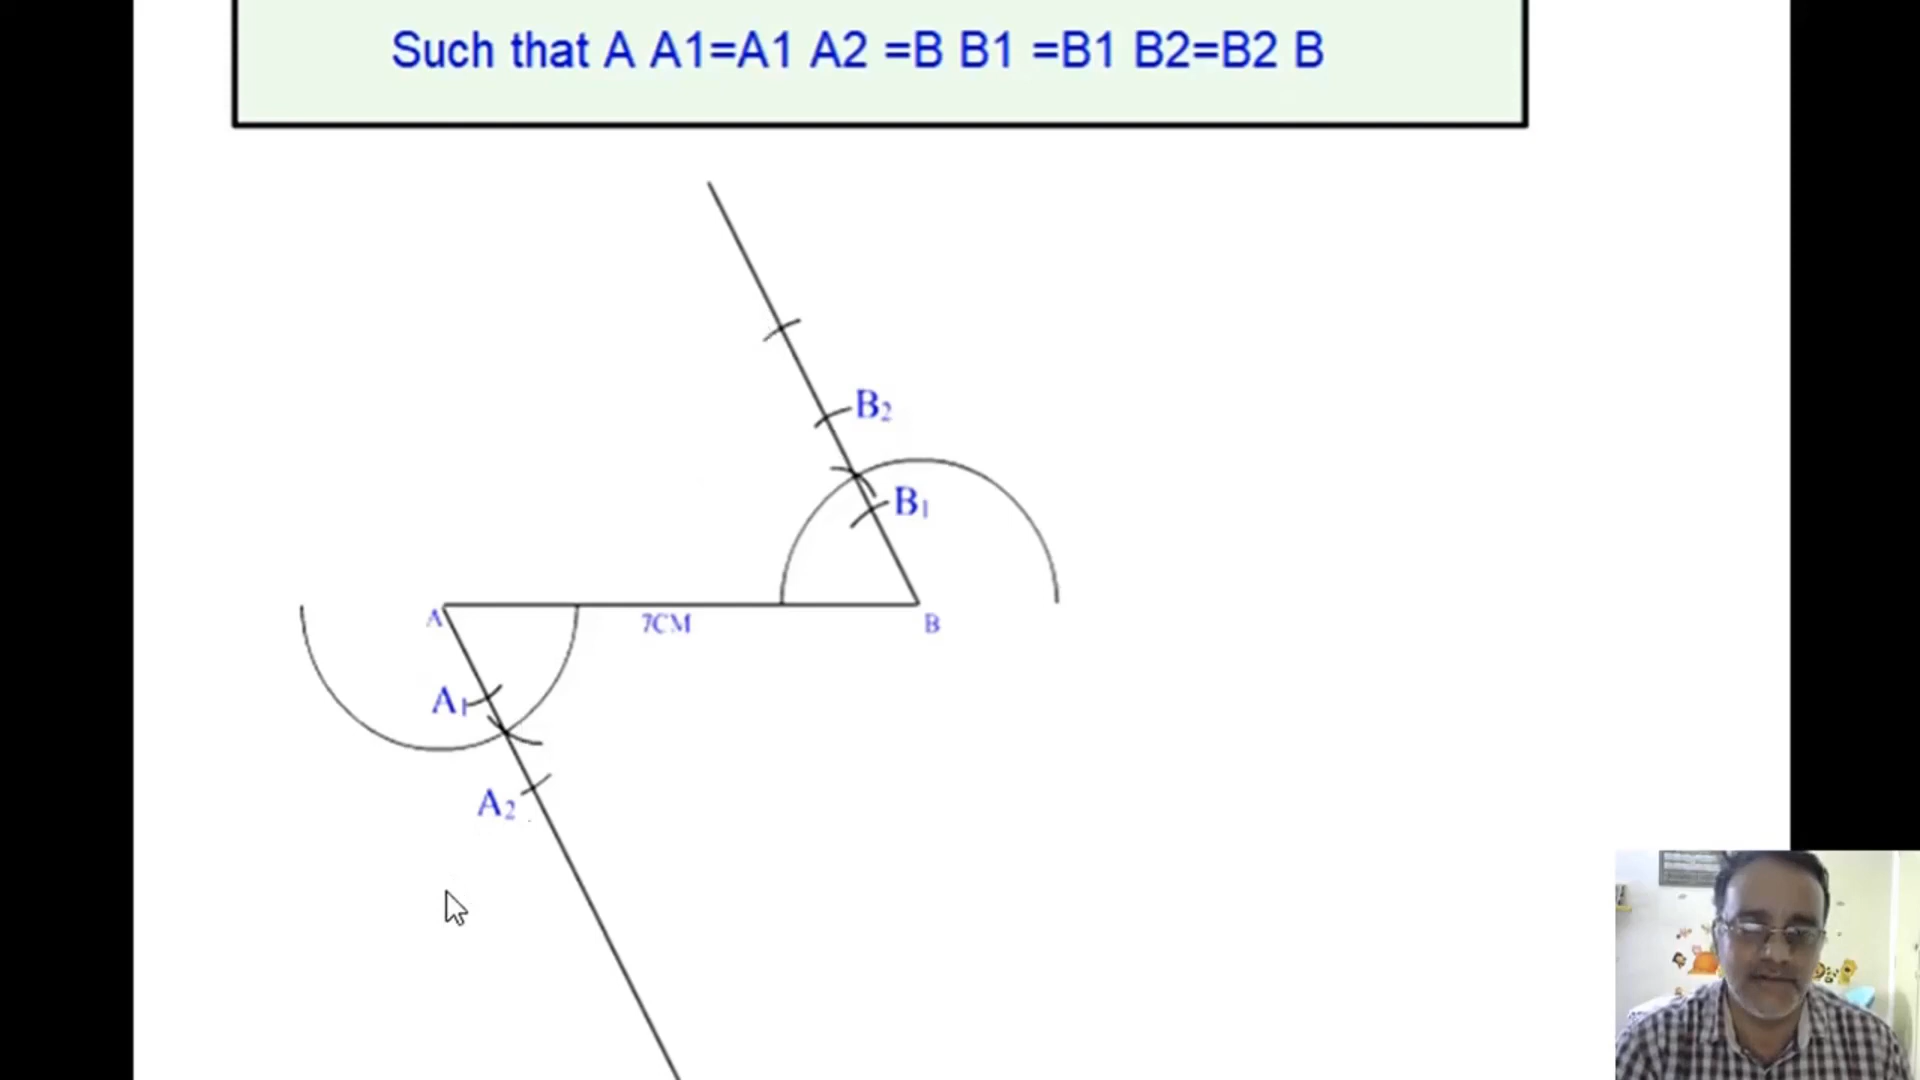 Such that A A1=A1 A2 =B B1 =B1 B2=B2 B
B2
B1
A
7CM
B
A1
A2